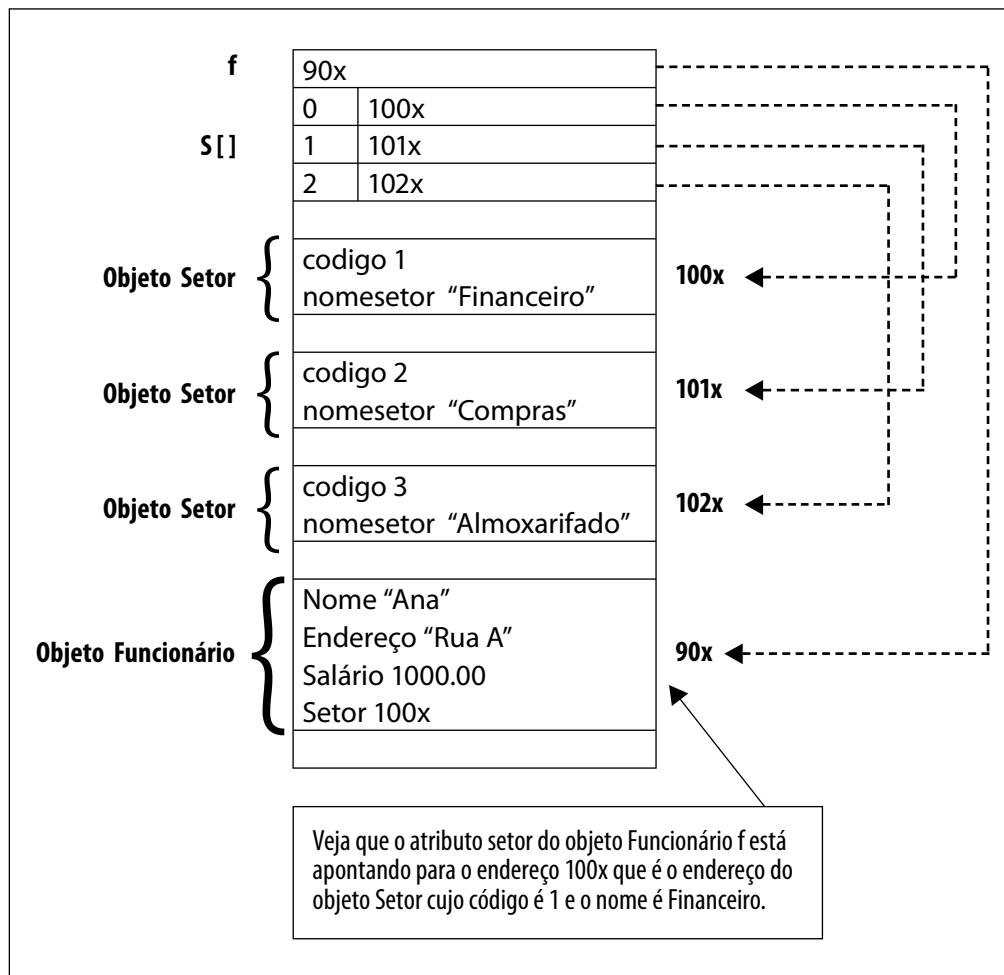 f
90x
0 100x
S[ ] 1 101x
2 102x
Objeto Setor
codigo 1
nomesetor “Financeiro”
100x
Objeto Setor
codigo 2
nomesetor “Compras”
101x
Objeto Setor
codigo 3
nomesetor “Almoxarifado”
102x
Objeto Funcionário
Nome “Ana”
Endereço “Rua A”
Salário 1000.00
Setor 100x
90x
Veja que o atributo setor do objeto Funcionário f está
apontando para o endereço 100x que é o endereço do
objeto Setor cujo código é 1 e o nome é Financeiro.